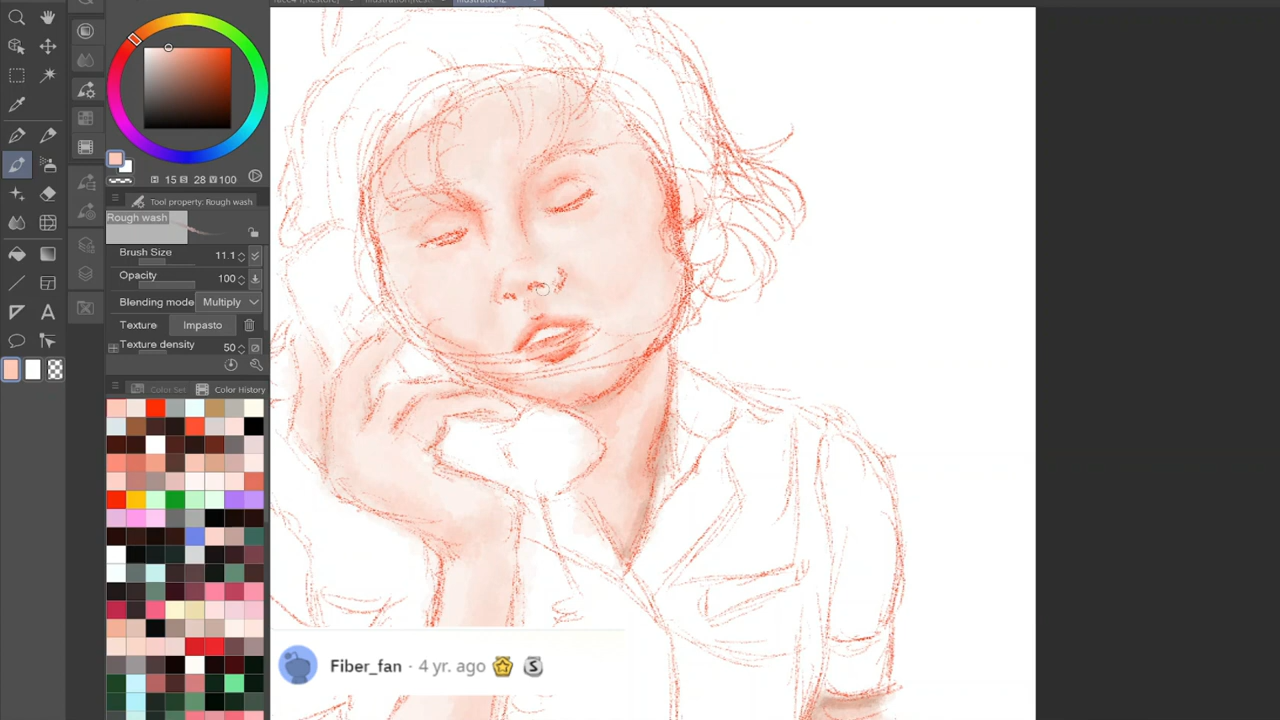 H 15 S 28 V 100
Tool property: Rough wash
Rough wash
Brush Size 11.1
Opacity 100
Blending mode Multiply
Texture Impasto
Texture density 50
Color Set Color History
Fiber_fan · 4 yr. ago